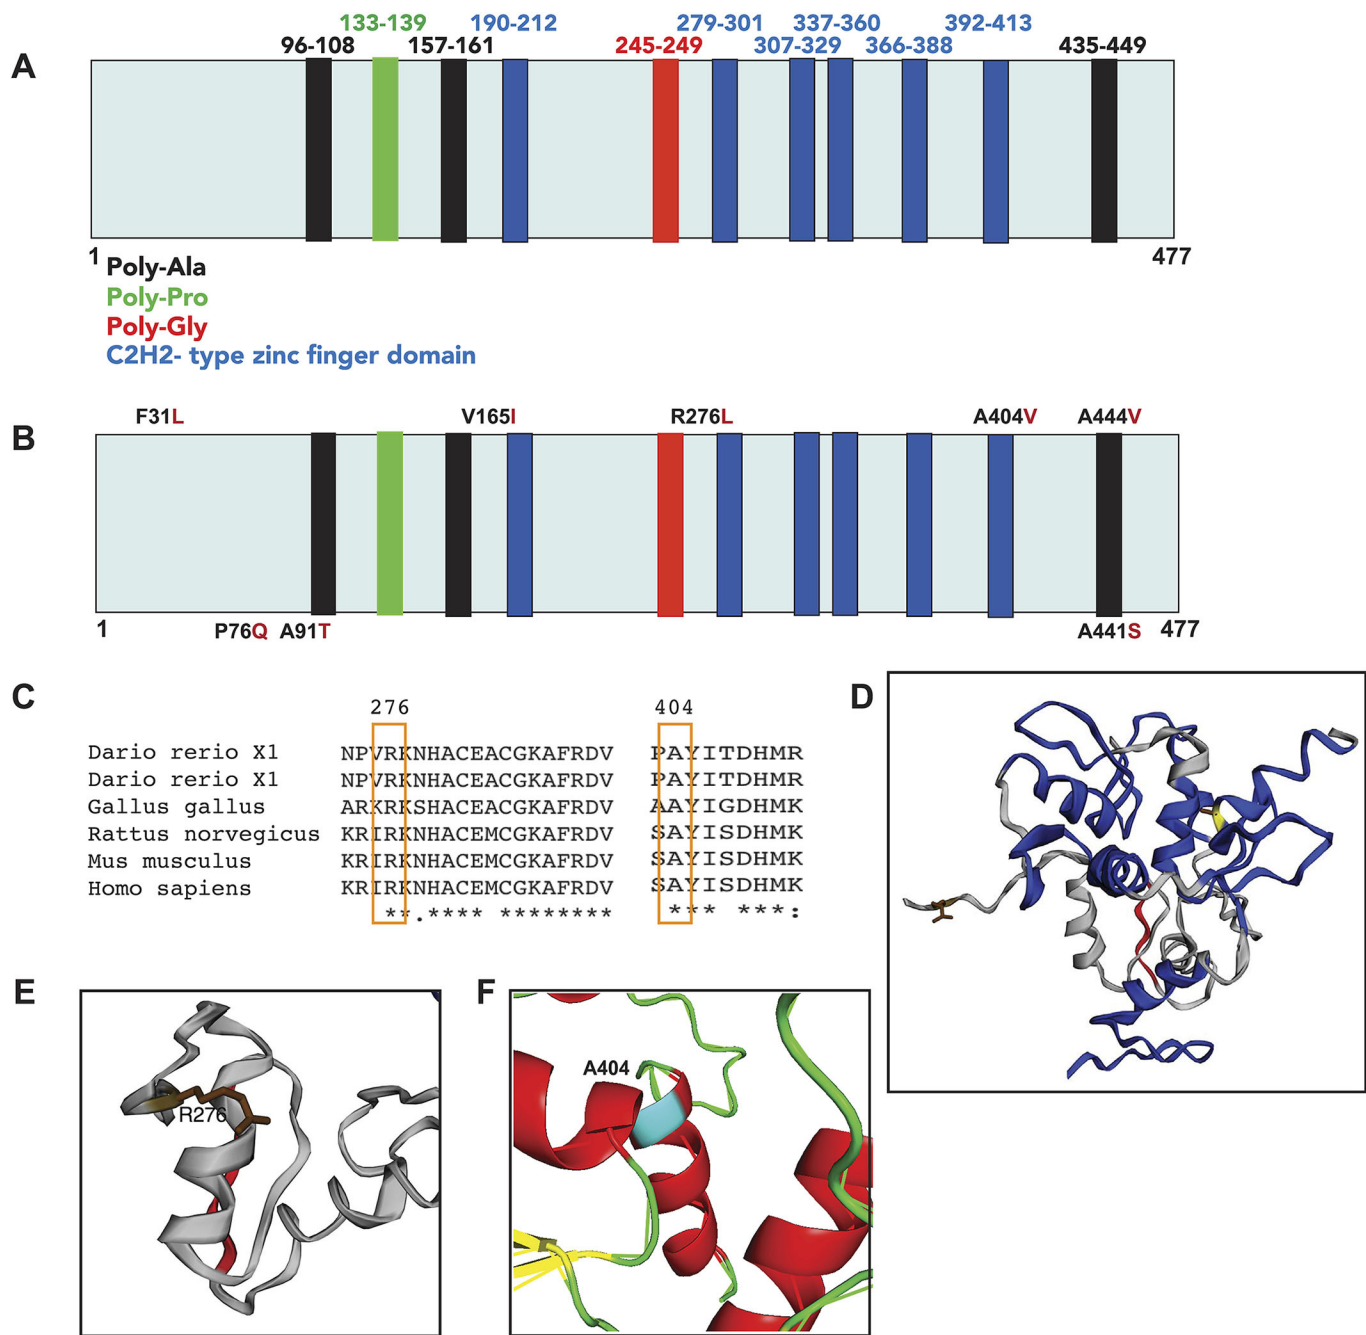 133-139 190-212 279-301 337-360 392-413
96-108 157-161 245-249 307-329 366-388 435-449
A
1 477
Poly-Ala
Poly-Pro
Poly-Gly
C2H2- type zinc finger domain
F31L V165I R276L A404V A444V
B
1 P76Q A91T A441S 477
C
276 404
Dario rerio X1 NPVRKNHACEACGKAFRDV PAYITDHMR
Dario rerio X1 NPVRKNHACEACGKAFRDV PAYITDHMR
Gallus gallus ARKRKSHACEACGKAFRDV AAYIGDHMK
Rattus norvegicus KRIRKNHACEMCGKAFRDV SAYISDHMK
Mus musculus KRIRKNHACEMCGKAFRDV SAYISDHMK
Homo sapiens KRIRKNHACEMCGKAFRDV SAYISDHMK
**.**** ******** *** ***:
D
E
R276
F
A404